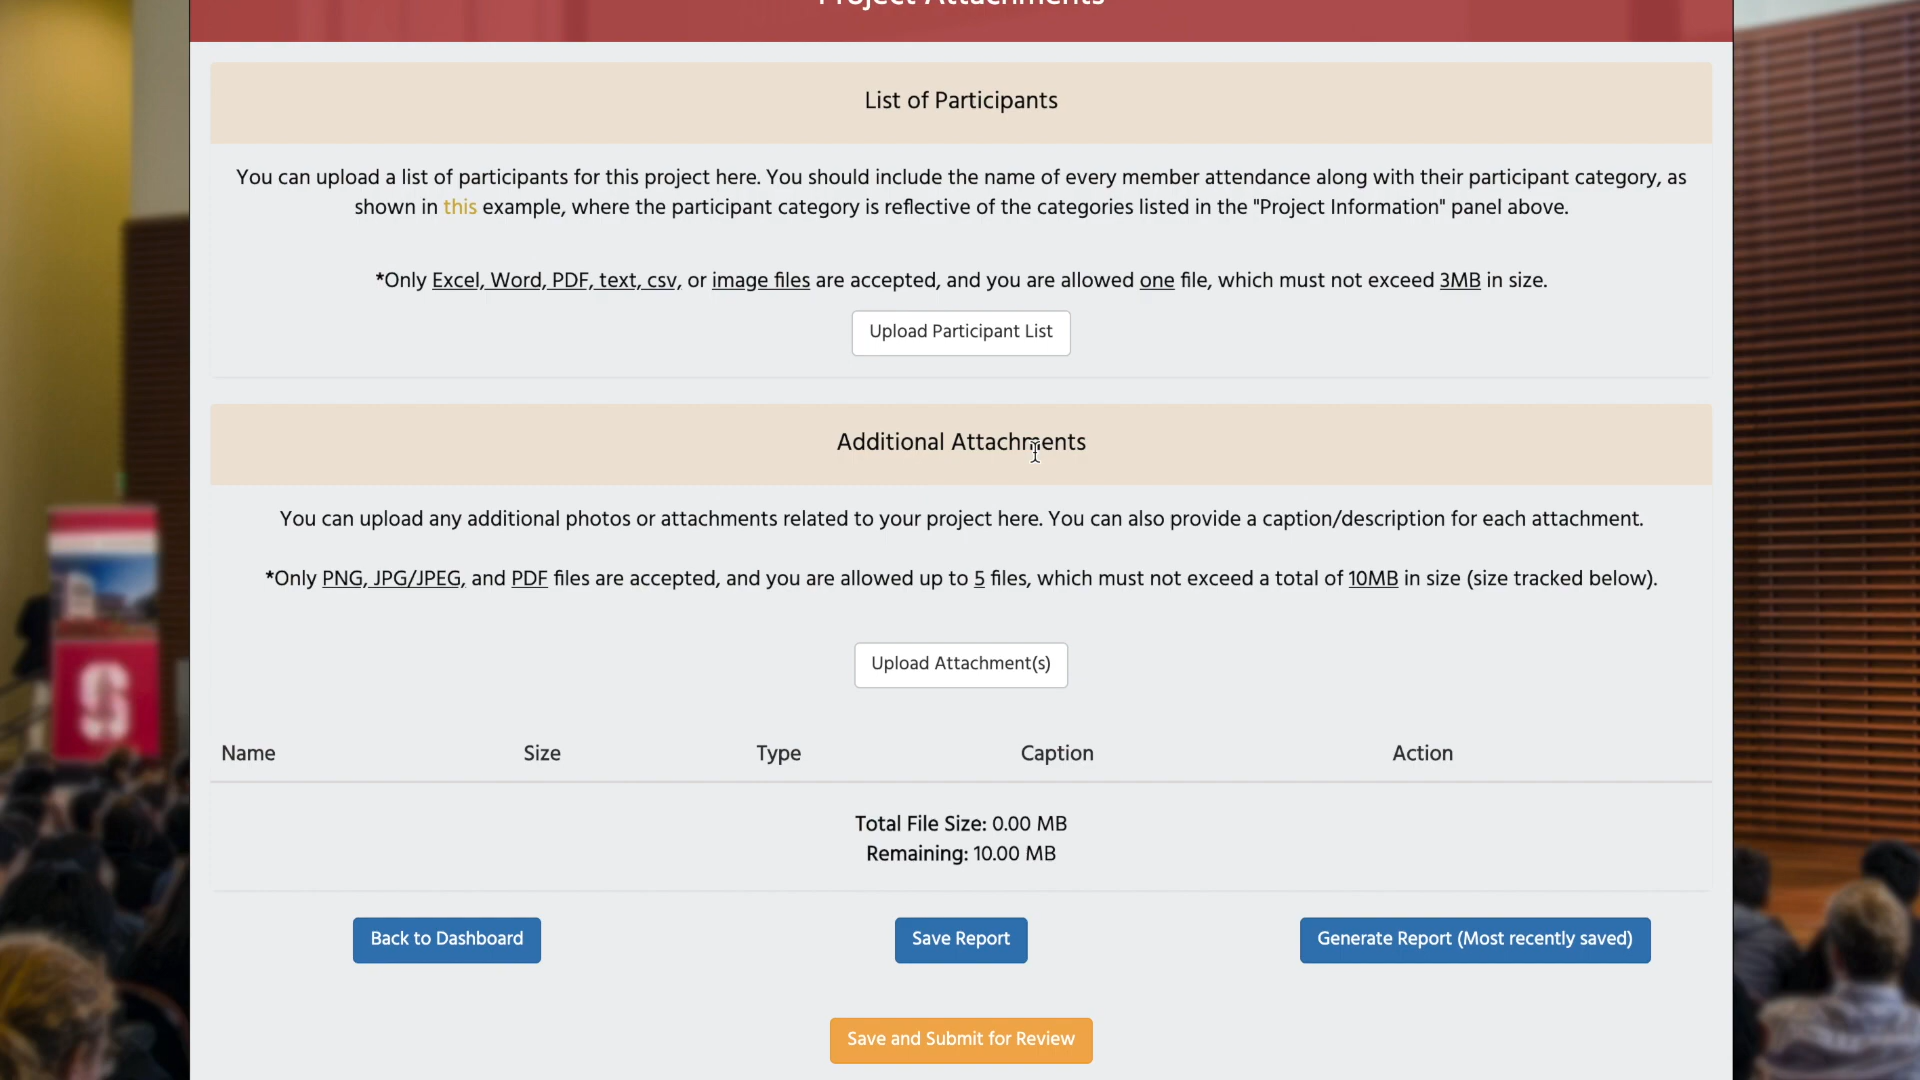 Project Attachments
List of Participants
You can upload a list of participants for this project here. You should include the name of every member attendance along with their participant category, as
shown in this example, where the participant category is reflective of the categories listed in the "Project Information" panel above.
*Only Excel, Word, PDF, text, csv, or image files are accepted, and you are allowed one file, which must not exceed 3MB in size.
Upload Participant List
Additional Attachments
You can upload any additional photos or attachments related to your project here. You can also provide a caption/description for each attachment.
*Only PNG, JPG/JPEG, and PDF files are accepted, and you are allowed up to 5 files, which must not exceed a total of 10MB in size (size tracked below).
Upload Attachment(s)
Name Size Type Caption Action
Total File Size: 0.00 MB
Remaining: 10.00 MB
Back to Dashboard Save Report Generate Report (Most recently saved)
Save and Submit for Review
S